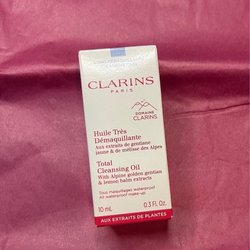 CLARINS
PARIS
DOMAINE
CLARINS
Huile Très
Démaquillante
Aux extraits de gentiane
jaune & de mélisse des Alpes
Total
Cleansing Oil
With Alpine golden gentian
& lemon balm extracts
Tous maquillages waterproof
All waterproof make-up
10 mL
0.3 FL.Oz.
AUX EXTRAITS DE PLANTES